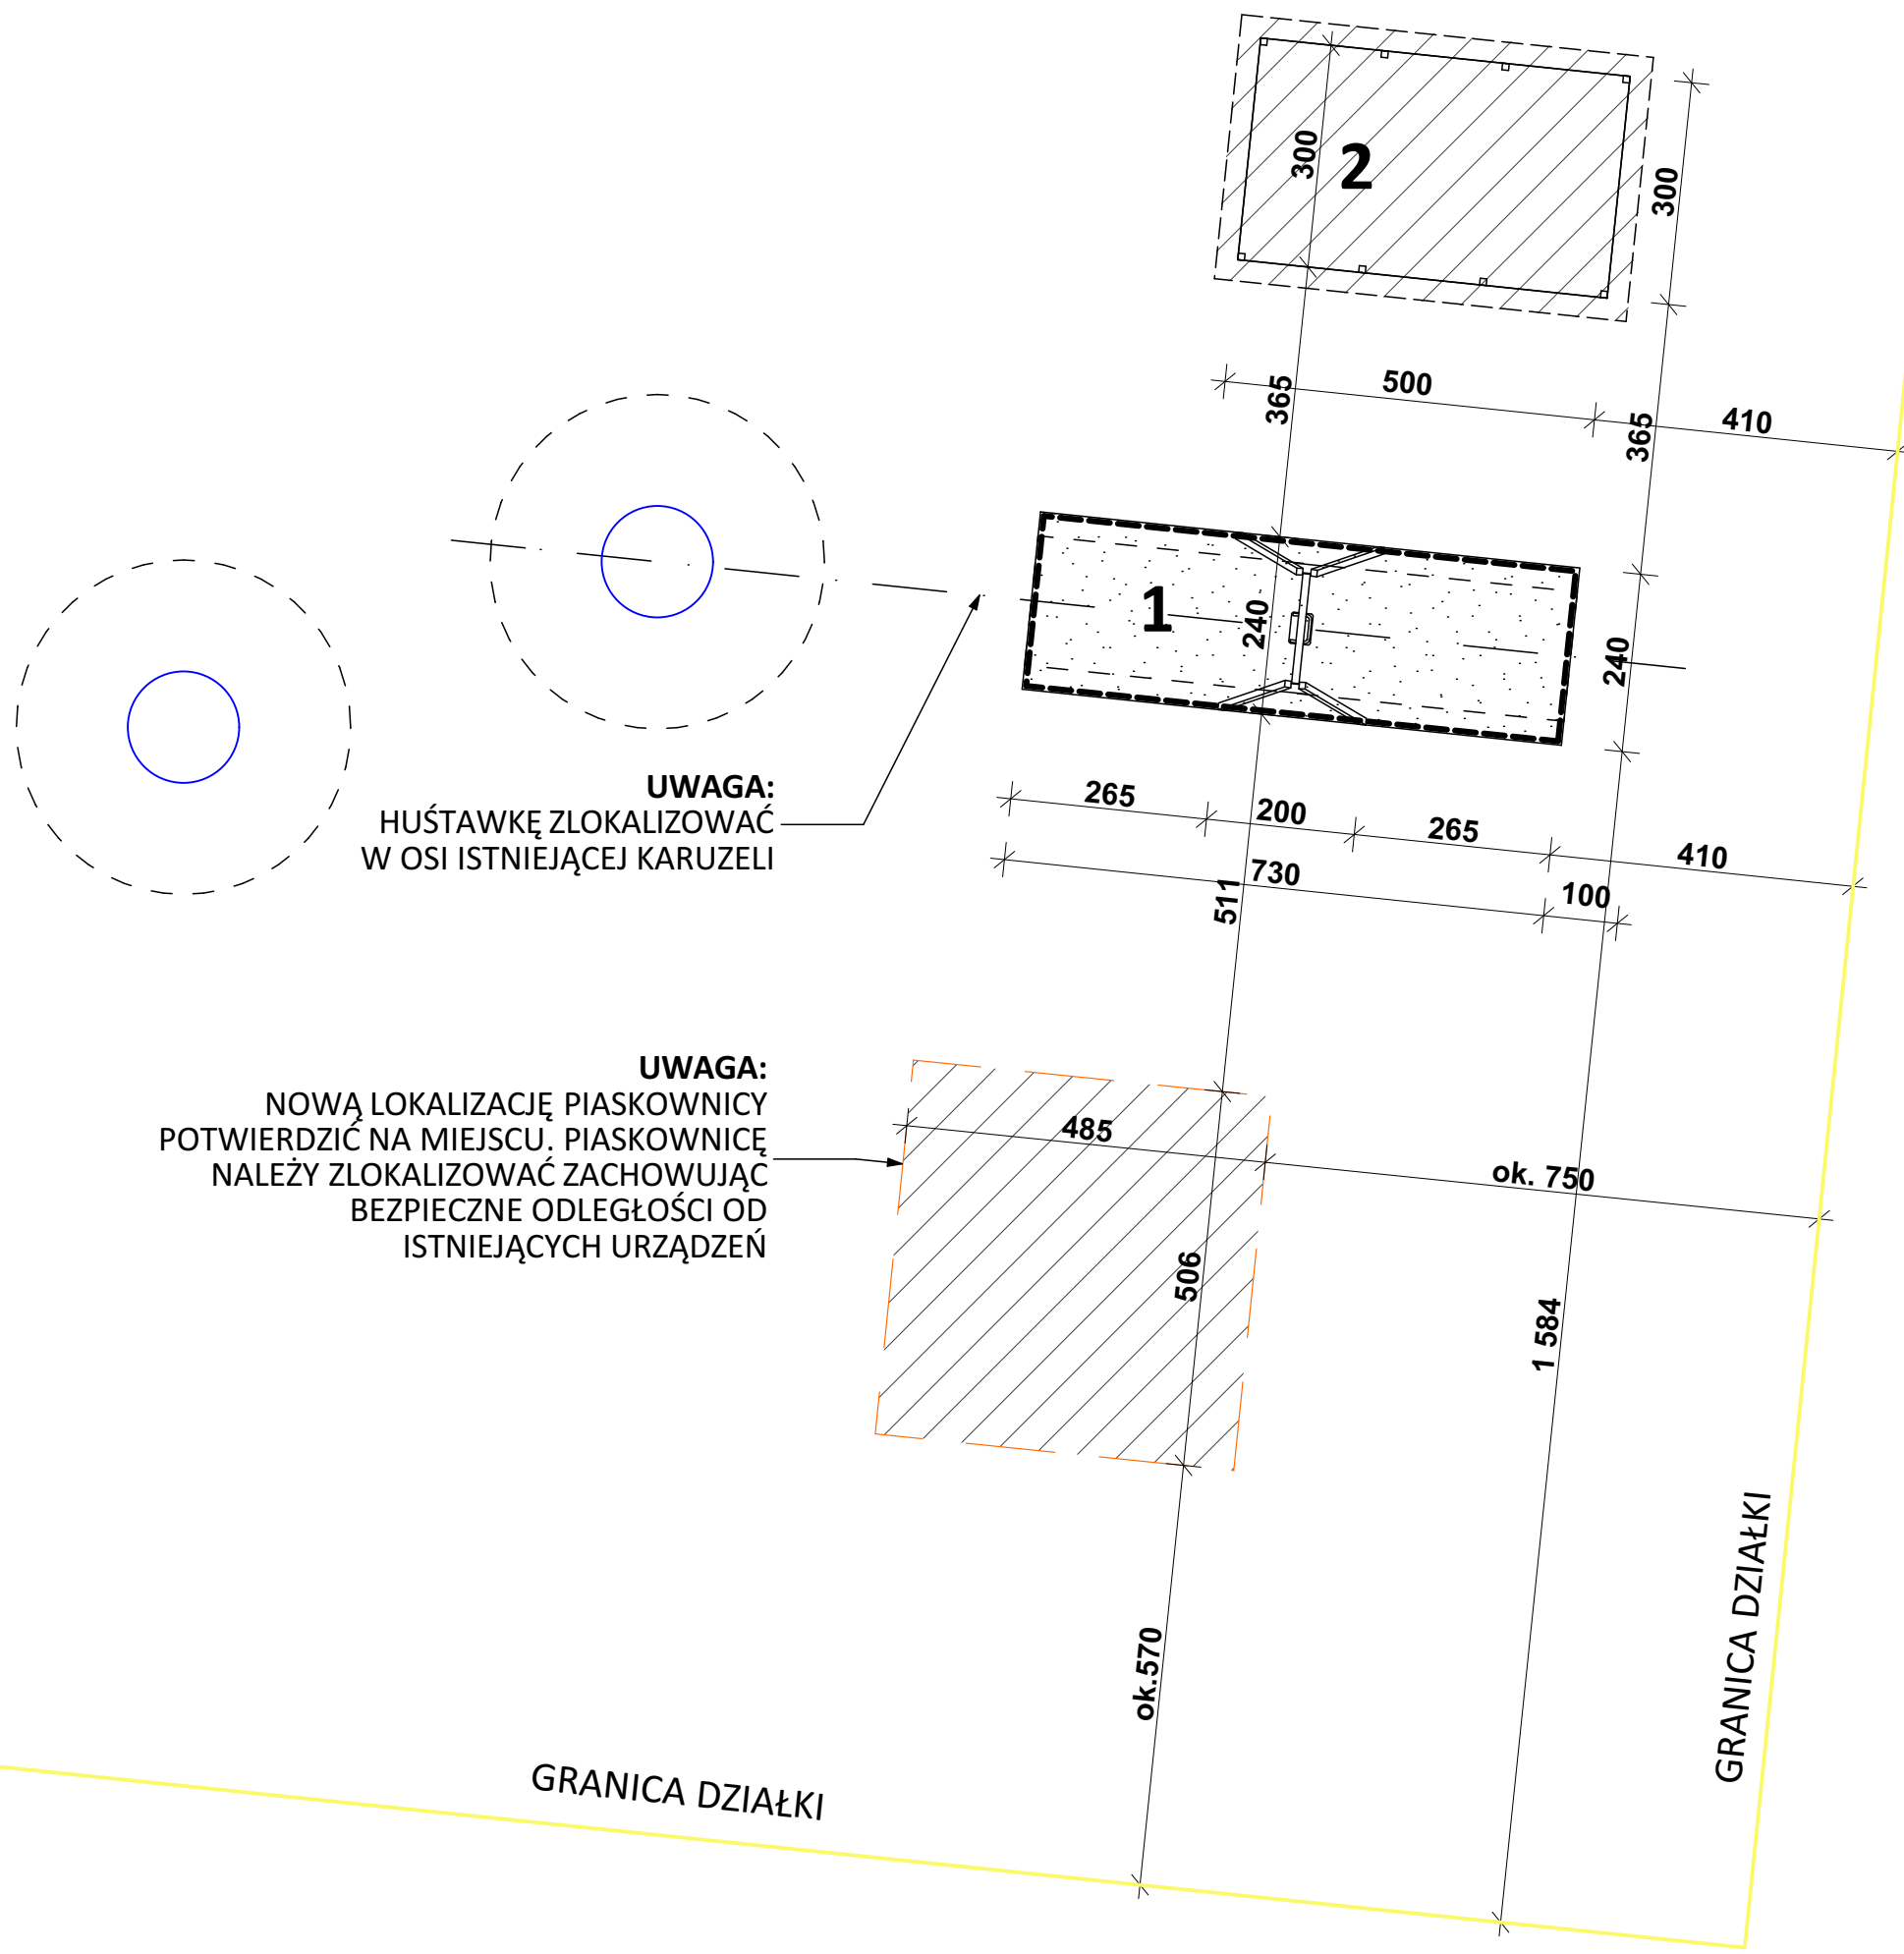 300
2
300
365
500
365
410
1
240
240
UWAGA:
HUŚTAWKĘ ZLOKALIZOWAĆ
W OSI ISTNIEJĄCEJ KARUZELI
265
200
265
410
730
100
511
UWAGA:
NOWĄ LOKALIZACJĘ PIASKOWNICY
POTWIERDZIĆ NA MIEJSCU. PIASKOWNICĘ
NALEŻY ZLOKALIZOWAĆ ZACHOWUJĄC
BEZPIECZNE ODLEGŁOŚCI OD
ISTNIEJĄCYCH URZĄDZEŃ
485
ok. 750
506
1 584
ok.570
GRANICA DZIAŁKI
GRANICA DZIAŁKI